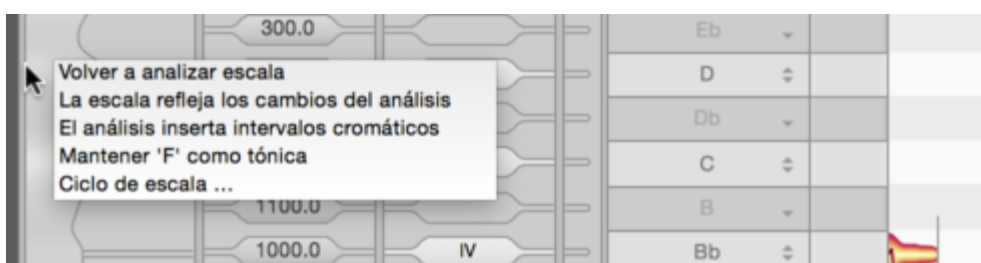 300.0 Eb
Volver a analizar escala
D
La escala refleja los cambios del análisis
El análisis inserta intervalos cromáticos
Db
Mantener 'F' como tónica
C
Ciclo de escala ...
1100.0 B
1000.0 IV Bb